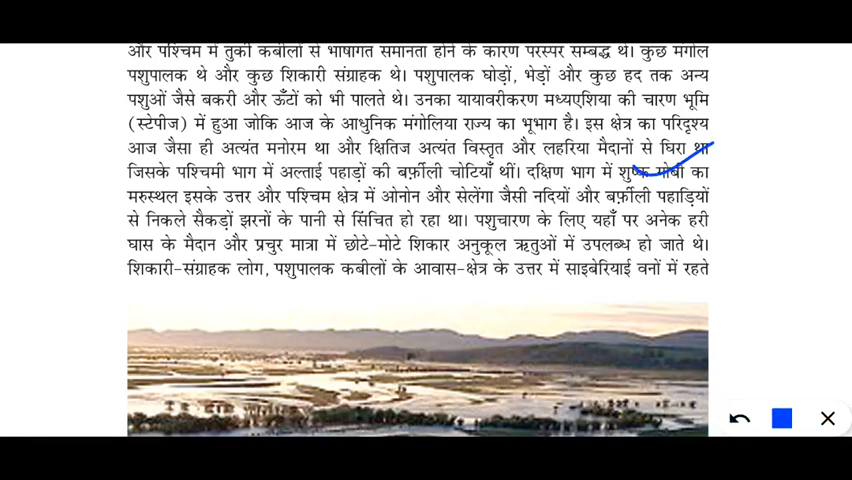 और पश्चिम में तुर्की कबीलों से भाषागत समानता होने के कारण परस्पर सम्बद्ध थे। कुछ मंगोल
पशुपालक थे और कुछ शिकारी संग्राहक थे। पशुपालक घोड़ों, भेड़ों और कुछ हद तक अन्य
पशुओं जैसे बकरी और ऊँटों को भी पालते थे। उनका यायावरीकरण मध्यएशिया की चारण भूमि
(स्टेपीज) में हुआ जोकि आज के आधुनिक मंगोलिया राज्य का भूभाग है। इस क्षेत्र का परिदृश्य
आज जैसा ही अत्यंत मनोरम था और क्षितिज अत्यंत विस्तृत और लहरिया मैदानों से घिरा था
जिसके पश्चिमी भाग में अल्ताई पहाड़ों की बर्फ़ीली चोटियाँ थीं। दक्षिण भाग में शुष्क गोबी का
मरुस्थल इसके उत्तर और पश्चिम क्षेत्र में ओनोन और सेलेंगा जैसी नदियों और बर्फ़ीली पहाड़ियों
से निकले सैकड़ों झरनों के पानी से सिंचित हो रहा था। पशुचारण के लिए यहाँ पर अनेक हरी
घास के मैदान और प्रचुर मात्रा में छोटे-मोटे शिकार अनुकूल ऋतुओं में उपलब्ध हो जाते थे।
शिकारी-संग्राहक लोग, पशुपालक कबीलों के आवास-क्षेत्र के उत्तर में साइबेरियाई वनों में रहते